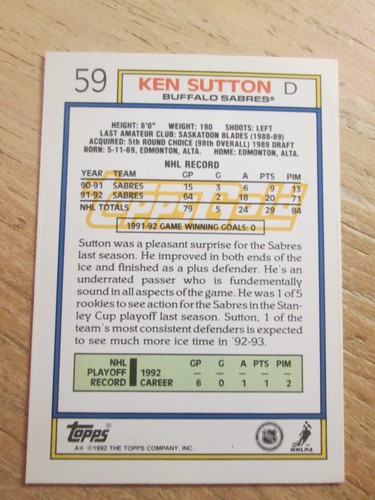 59 KEN SUTTON D
BUFFALO SABRES®
HEIGHT: 6'0" WEIGHT: 190 SHOOTS: LEFT
LAST AMATEUR CLUB: SASKATOON BLADES (1988-89)
ACQUIRED: 5th ROUND CHOICE (98th OVERALL) 1989 DRAFT
BORN: 5-11-69, EDMONTON, ALTA. HOME: EDMONTON, ALTA.
NHL RECORD
YEAR TEAM GP G A PTS PIM
90-91 SABRES 15 3 6 9 13
91-92 SABRES 64 2 18 20 71
NHL TOTALS 79 5 24 29 84
Topps Gold
1991-92 GAME WINNING GOALS: 0
Sutton was a pleasant surprise for the Sabres
last season. He improved in both ends of the
ice and finished as a plus defender. He's an
underrated passer who is fundamentally
sound in all aspects of the game. He was 1 of 5
rookies to see action for the Sabres in the Stan-
ley Cup playoff last season. Sutton, 1 of the
team's most consistent defenders is expected
to see much more ice time in '92-93.
NHL GP G A PTS PIM
PLAYOFF 1992 — — — — —
RECORD CAREER 6 0 1 1 2
Topps®
A* ©1992 THE TOPPS COMPANY, INC.
NHLPA